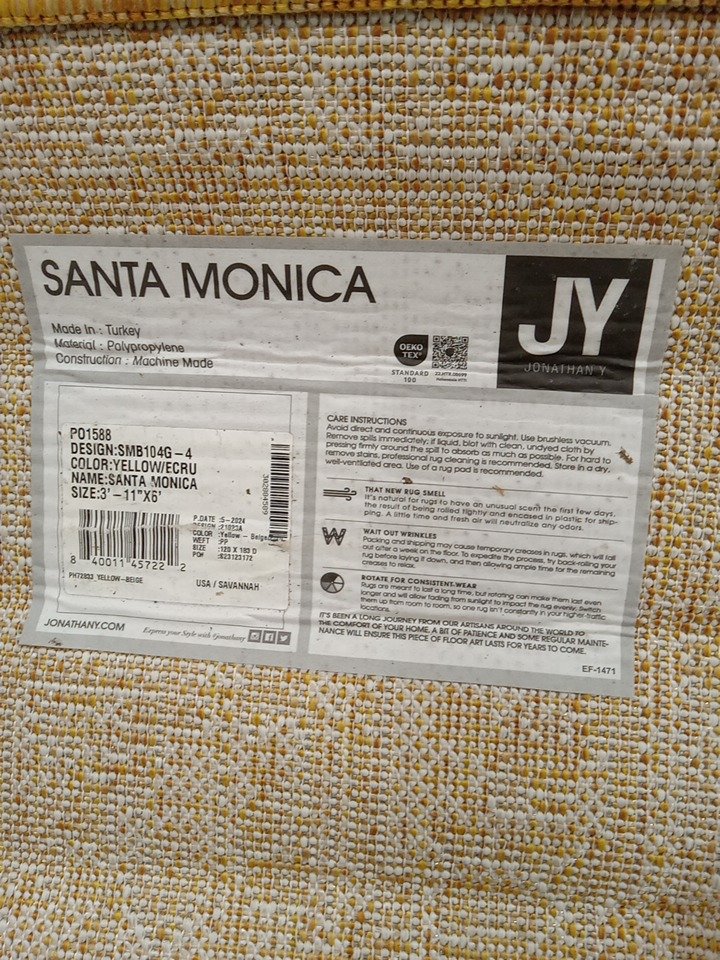 SANTA MONICA
Made In : Turkey
Material : Polypropylene
Construction : Machine Made
OEKO
TEX®
STANDARD
100
JY
JONATHAN Y
PO1588
DESIGN:SMB104G-4
COLOR:YELLOW/ECRU
NAME:SANTA MONICA
SIZE:3'-11"X6'
P.DATE :5-2024
COLOR :Yellow - Beige
WEFT :PP
SIZE :120 X 183 D
8 40011 45722 2
PH72833 YELLOW-BEIGE
USA / SAVANNAH
JONATHANY.COM
Express your Style with @jonathany
CARE INSTRUCTIONS
Avoid direct and continuous exposure to sunlight. Use brushless vacuum.
Remove spills immediately; if liquid, blot with clean, undyed cloth by
pressing firmly around the spill to absorb as much as possible. For hard to
remove stains, professional rug cleaning is recommended. Store in a dry,
well-ventilated area. Use of a rug pad is recommended.
THAT NEW RUG SMELL
It's natural for rugs to have an unusual scent the first few days,
the result of being rolled tightly and encased in plastic for ship-
ping. A little time and fresh air will neutralize any odors.
WAIT OUT WRINKLES
Packing and shipping may cause temporary creases in rugs, which will fall
out after a week on the floor. To expedite the process, try back-rolling your
rug before laying it down, and then allowing ample time for the remaining
creases to relax.
ROTATE FOR CONSISTENT WEAR
Rugs are meant to last a long time, but rotating can make them last even
longer and will allow fading from sunlight to impact the rug evenly. Switch
them up from room to room, so one rug isn't constantly in your higher-traffic
locations.
IT'S BEEN A LONG JOURNEY FROM OUR ARTISANS AROUND THE WORLD TO
THE COMFORT OF YOUR HOME. A BIT OF PATIENCE AND SOME REGULAR MAINTE-
NANCE WILL ENSURE THIS PIECE OF FLOOR ART LASTS FOR YEARS TO COME.
EF-1471